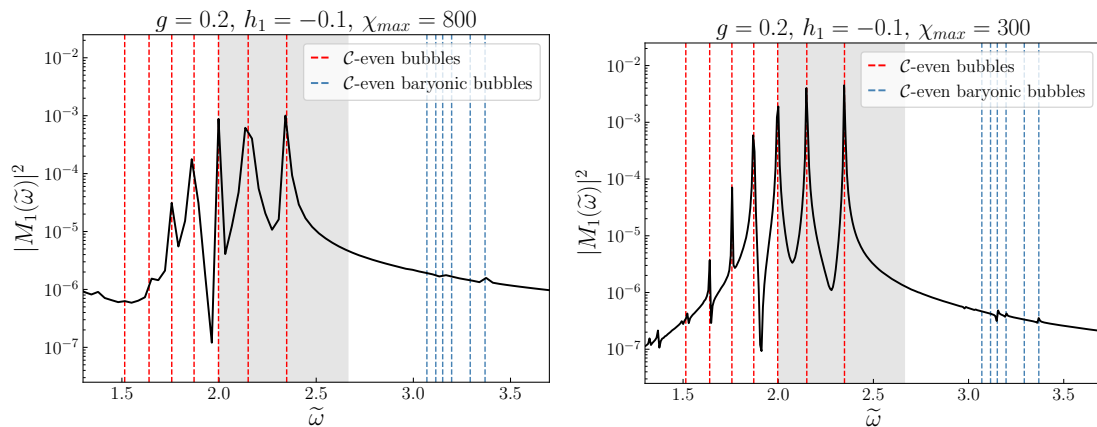 g = 0.2, h₁ = −0.1, χₘₐₓ = 800
10⁻²
10⁻³
10⁻⁴
10⁻⁵
10⁻⁶
10⁻⁷
|M₁(ω̃)|²
C-even bubbles
C-even baryonic bubbles
1.5 2.0 2.5 3.0 3.5
ω̃
g = 0.2, h₁ = −0.1, χₘₐₓ = 300
10⁻²
10⁻³
10⁻⁴
10⁻⁵
10⁻⁶
10⁻⁷
|M₁(ω̃)|²
C-even bubbles
C-even baryonic bubbles
1.5 2.0 2.5 3.0 3.5
ω̃